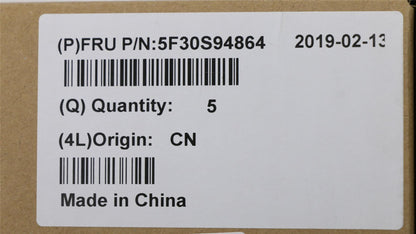 (P)FRU P/N:5F30S94864 2019-02-13
(Q) Quantity: 5
(4L)Origin: CN
Made in China